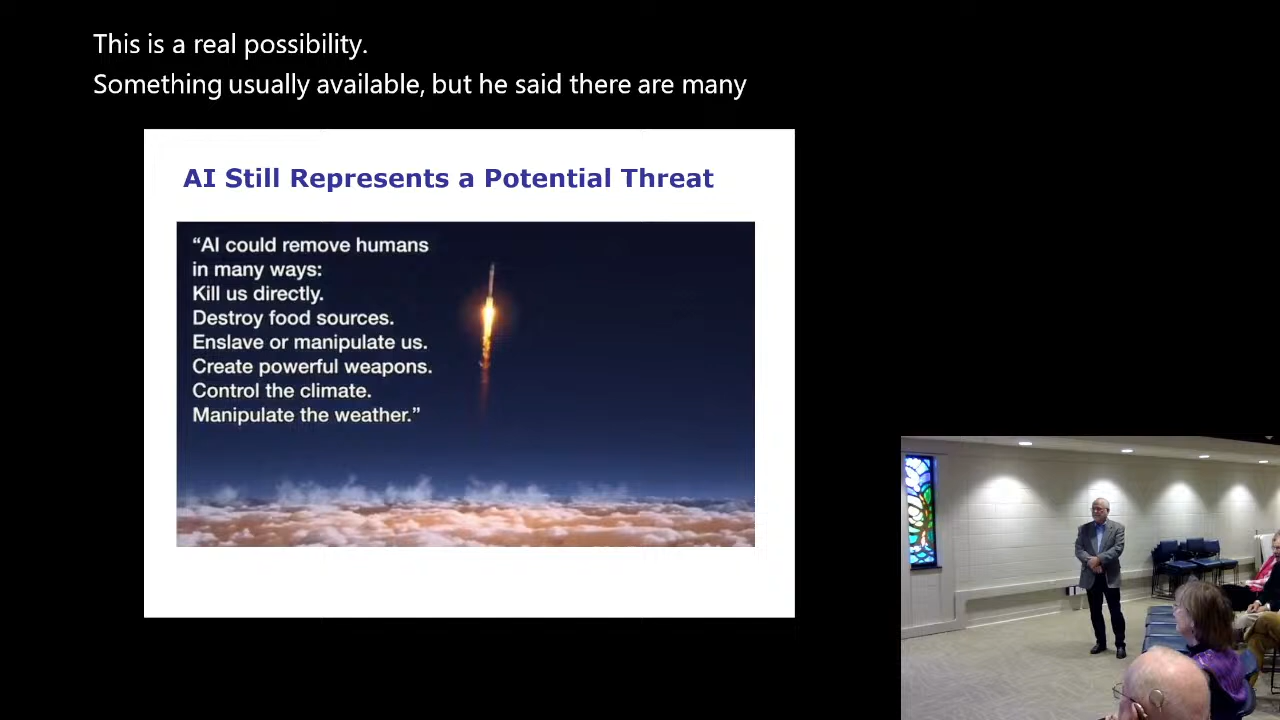 This is a real possibility.
Something usually available, but he said there are many
AI Still Represents a Potential Threat
“AI could remove humans
in many ways:
Kill us directly.
Destroy food sources.
Enslave or manipulate us.
Create powerful weapons.
Control the climate.
Manipulate the weather.”